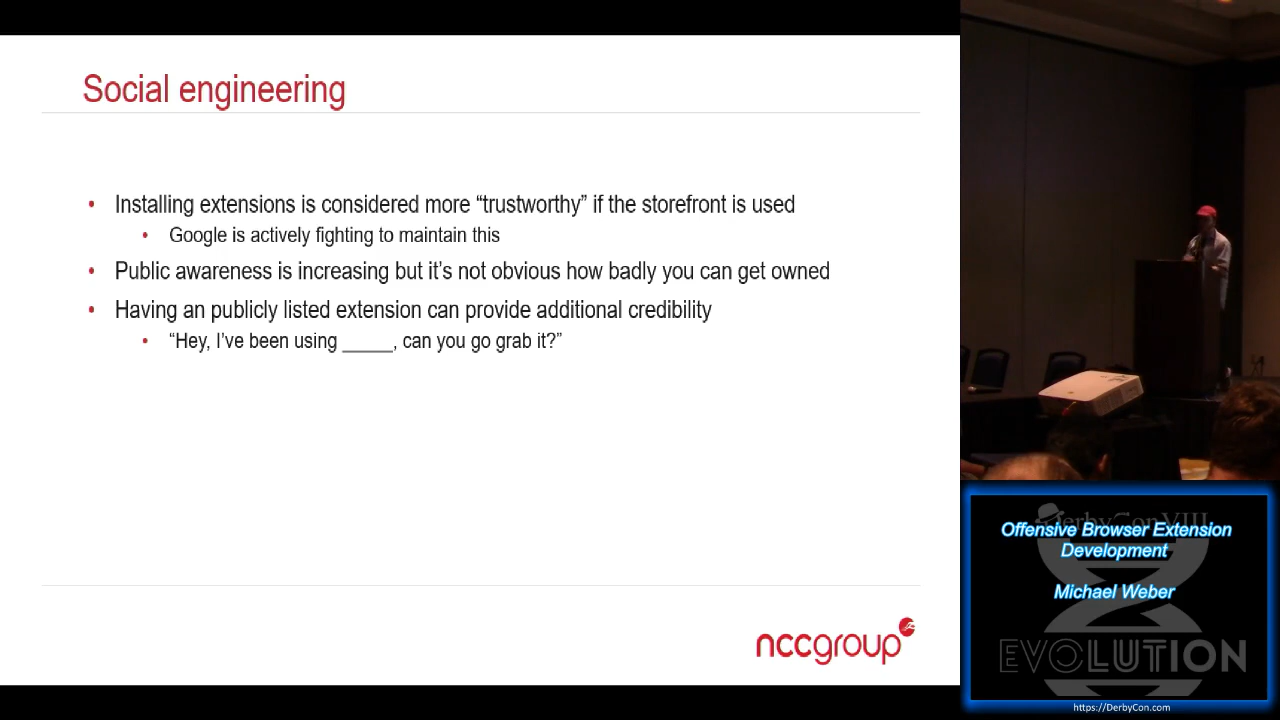 Social engineering
• Installing extensions is considered more “trustworthy” if the storefront is used
• Google is actively fighting to maintain this
• Public awareness is increasing but it’s not obvious how badly you can get owned
• Having an publicly listed extension can provide additional credibility
• “Hey, I’ve been using _____, can you go grab it?”
nccgroup
DerbyCon VIII
Offensive Browser Extension
Development
Michael Weber
EVOLUTION
https://DerbyCon.com